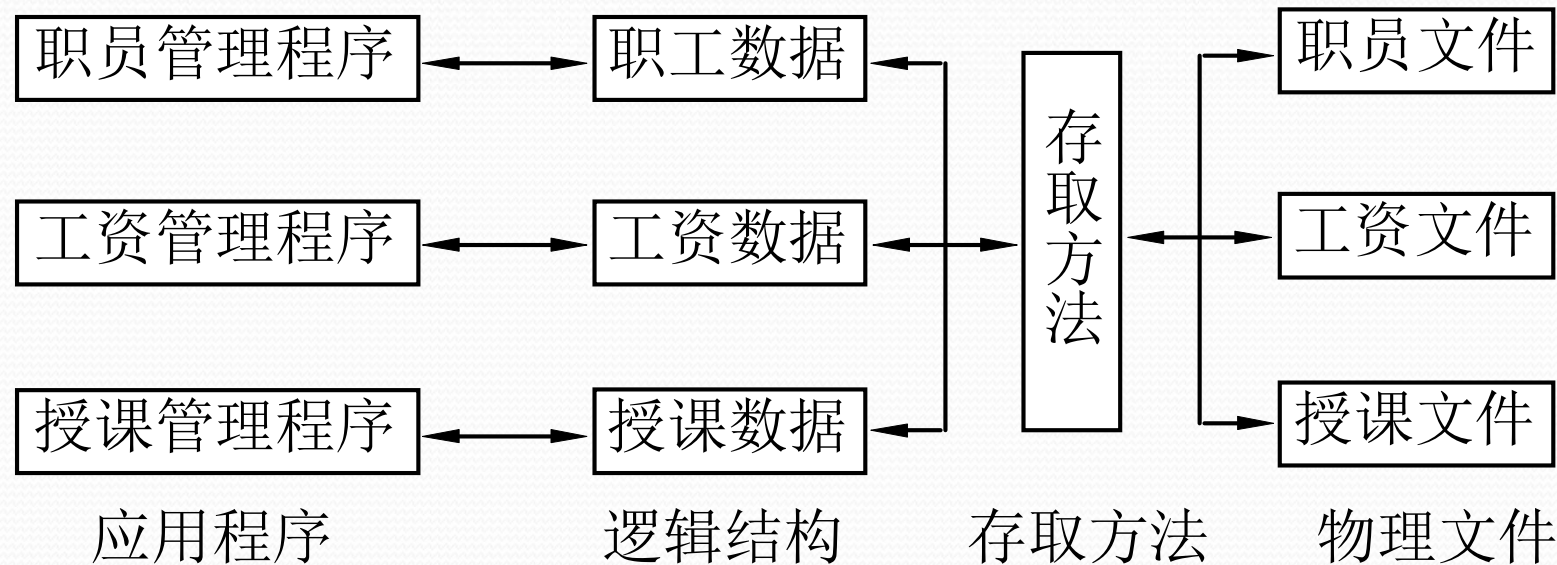 职员管理程序
职工数据
存取方法
职员文件
工资管理程序
工资数据
工资文件
授课管理程序
授课数据
授课文件
应用程序
逻辑结构
存取方法
物理文件